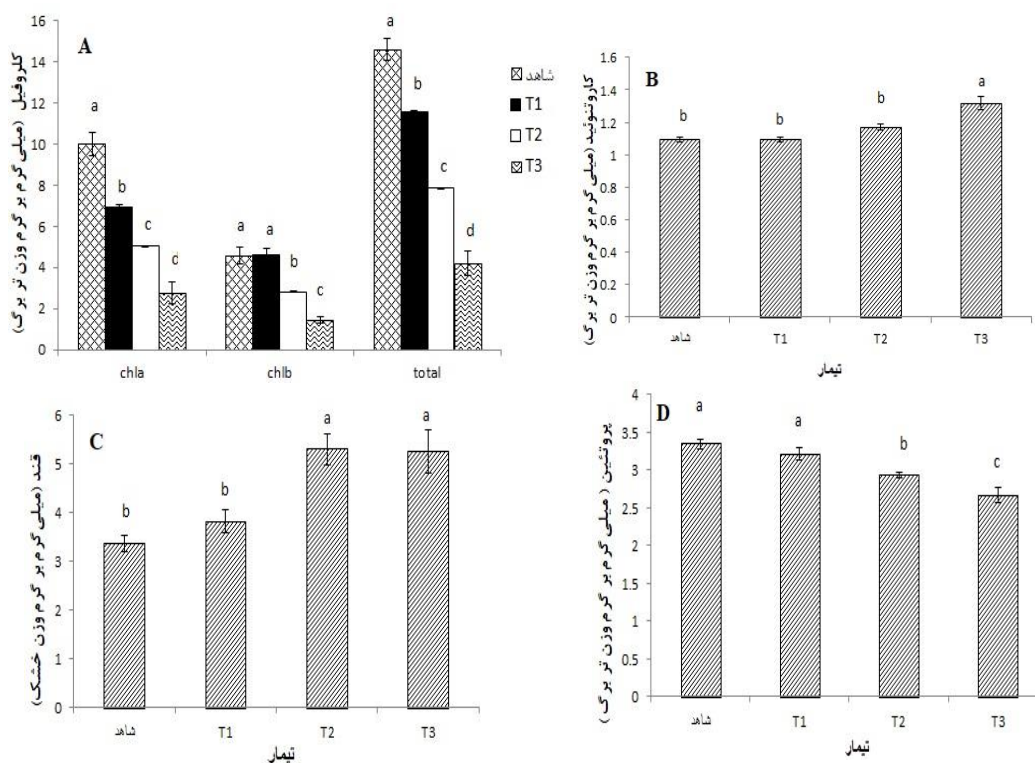 A
کلروفیل (میلی گرم بر گرم وزن تر برگ)
16
14
12
10
8
6
4
2
0
a
b
c
d
a
a
b
c
a
b
c
d
chla
chlb
total
شاهد
T1
T2
T3
B
کاروتنوئید (میلی گرم بر گرم وزن تر برگ)
1.6
1.4
1.2
1
0.8
0.6
0.4
0.2
0
b
b
b
a
شاهد
T1
T2
T3
تیمار
C
قند (میلی گرم بر گرم وزن خشک)
6
5
4
3
2
1
0
b
b
a
a
شاهد
T1
T2
T3
تیمار
D
پروتئین ( میلی گرم بر گرم وزن تر برگ )
4
3.5
3
2.5
2
1.5
1
0.5
0
a
a
b
c
شاهد
T1
T2
T3
تیمار